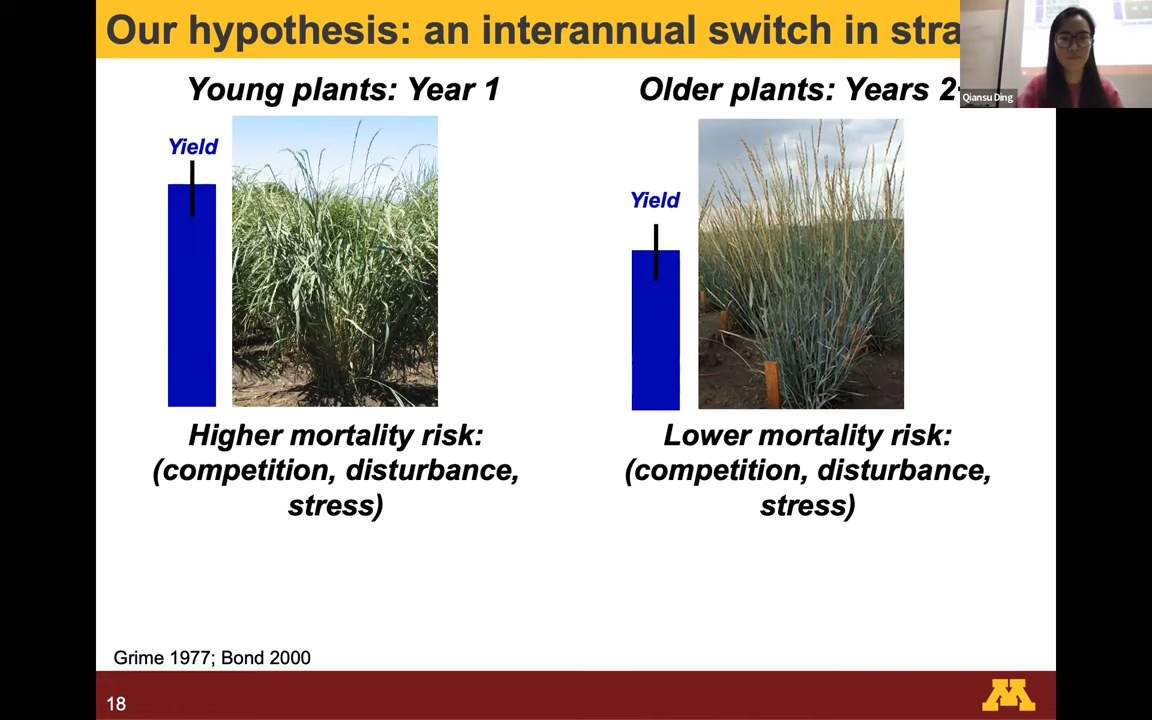 Our hypothesis: an interannual switch in stra
Qiansu Ding
Young plants: Year 1
Older plants: Years 2
Yield
Yield
Higher mortality risk:
(competition, disturbance,
stress)
Lower mortality risk:
(competition, disturbance,
stress)
Grime 1977; Bond 2000
18
M